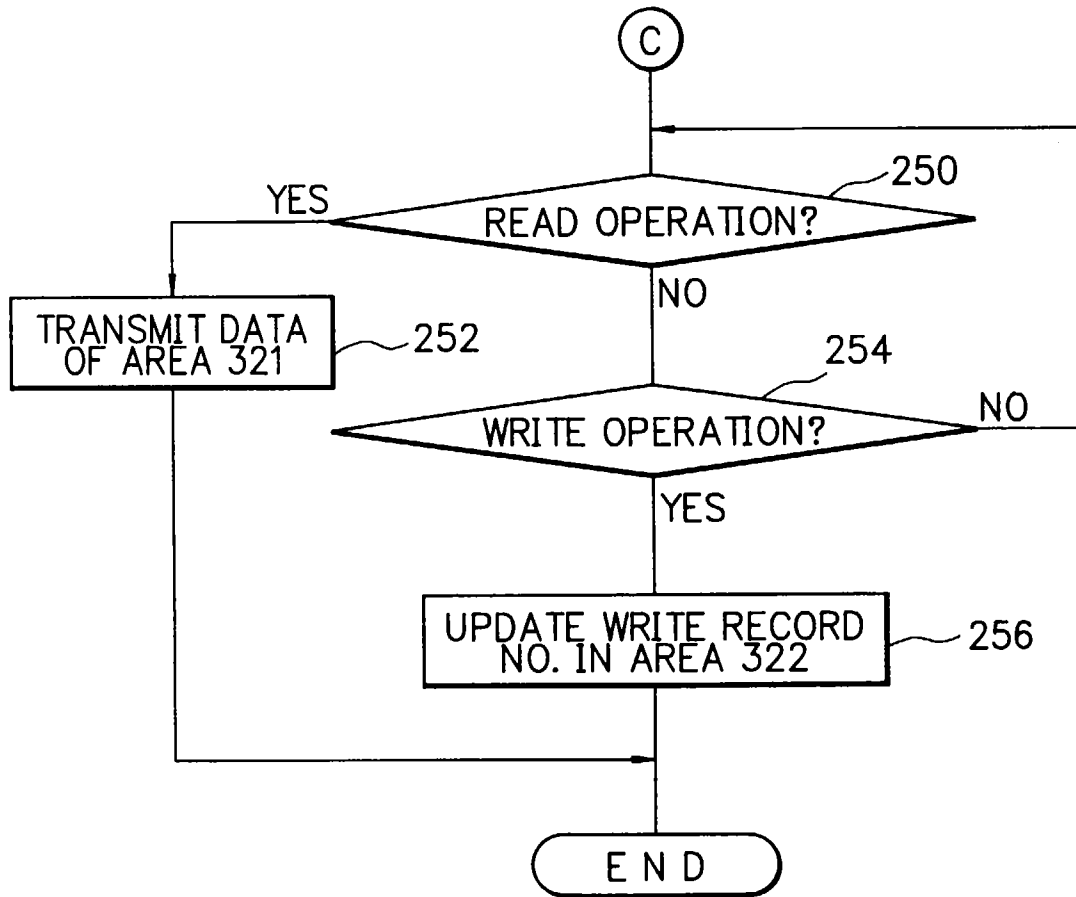 C
250
YES
READ OPERATION?
NO
TRANSMIT DATA
OF AREA 321
252
254
WRITE OPERATION?
NO
YES
UPDATE WRITE RECORD
NO. IN AREA 322
256
END